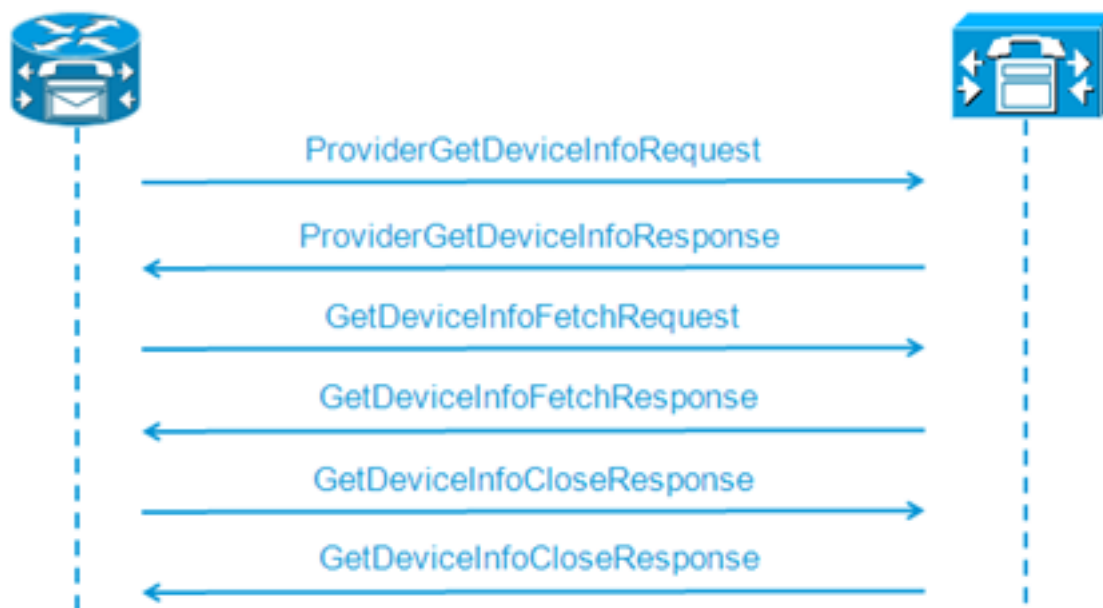 ProviderGetDeviceInfoRequest
ProviderGetDeviceInfoResponse
GetDeviceInfoFetchRequest
GetDeviceInfoFetchResponse
GetDeviceInfoCloseResponse
GetDeviceInfoCloseResponse